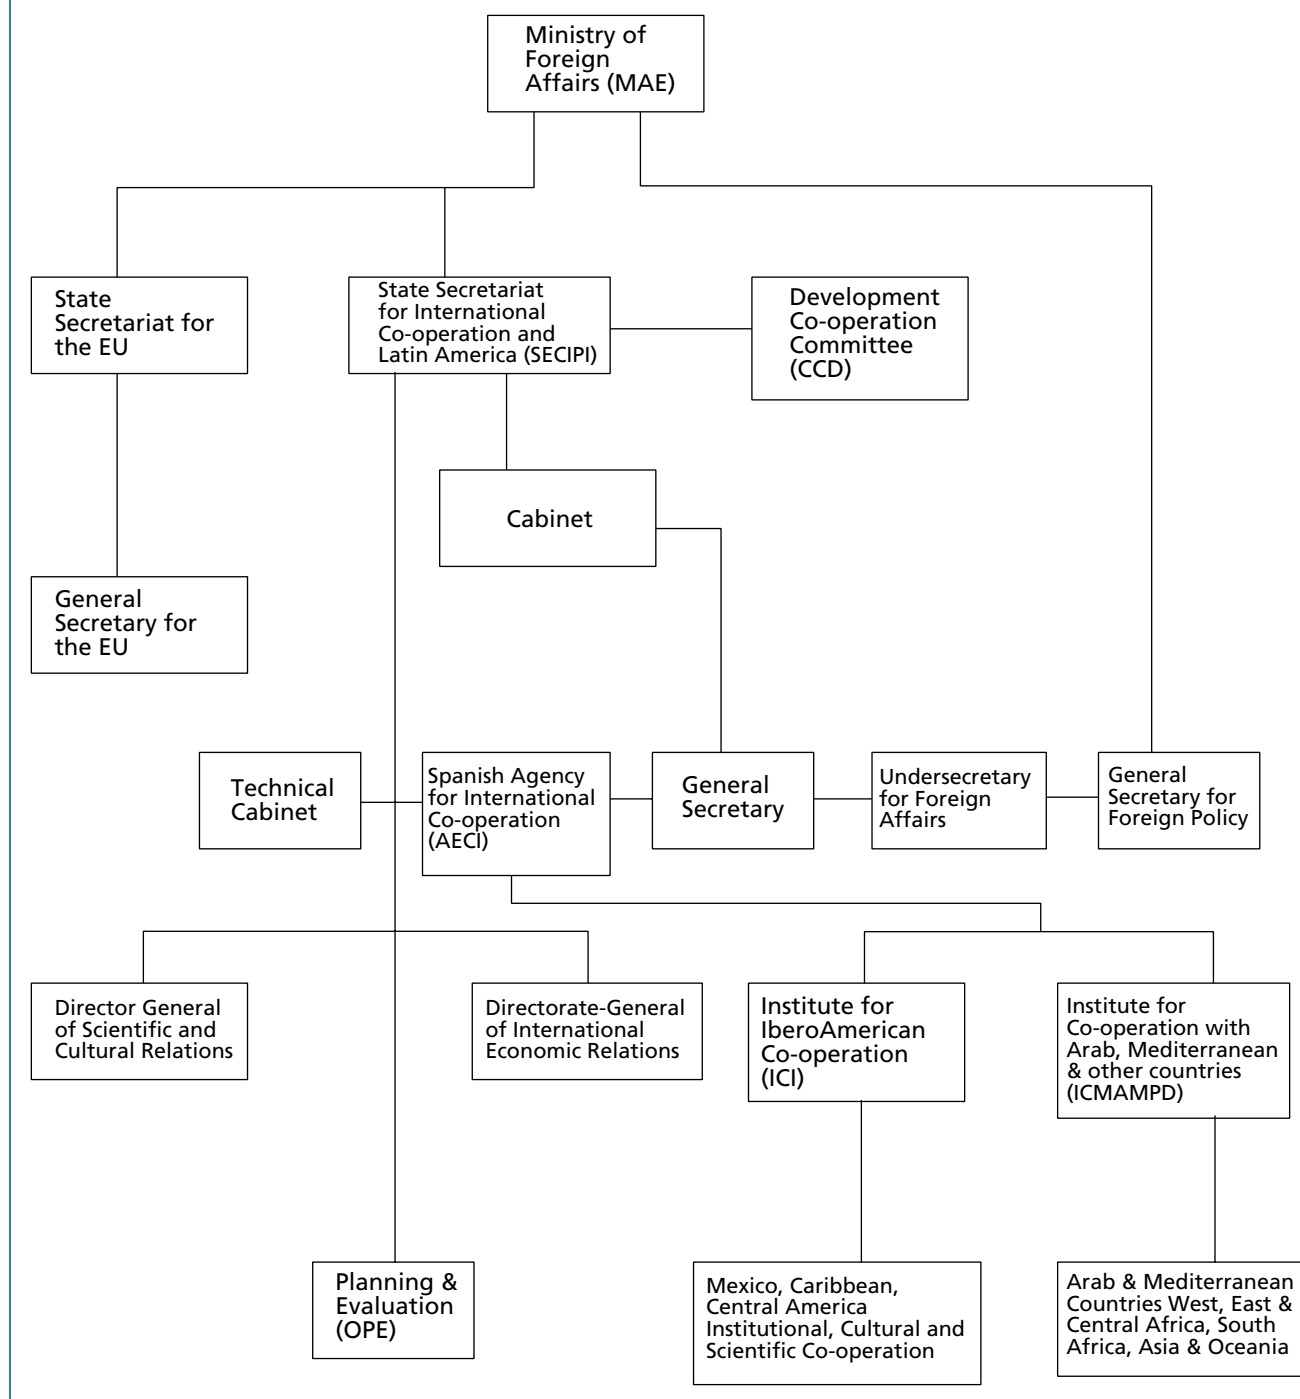 Ministry of
Foreign
Affairs (MAE)
State
Secretariat for
the EU
State Secretariat
for International
Co-operation and
Latin America (SECIPI)
Development
Co-operation
Committee
(CCD)
Cabinet
General
Secretary for
the EU
Technical
Cabinet
Spanish Agency
for International
Co-operation
(AECI)
General
Secretary
Undersecretary
for Foreign
Affairs
General
Secretary for
Foreign Policy
Director General
of Scientific and
Cultural Relations
Directorate-General
of International
Economic Relations
Institute for
IberoAmerican
Co-operation
(ICI)
Institute for
Co-operation with
Arab, Mediterranean
& other countries
(ICMAMPD)
Planning &
Evaluation
(OPE)
Mexico, Caribbean,
Central America
Institutional, Cultural and
Scientific Co-operation
Arab & Mediterranean
Countries West, East &
Central Africa, South
Africa, Asia & Oceania